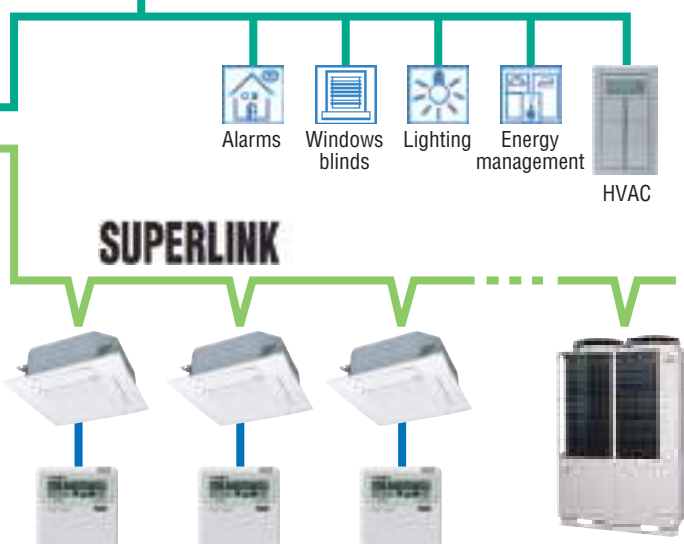 Alarms
Windows
blinds
Lighting
Energy
management
HVAC
SUPERLINK